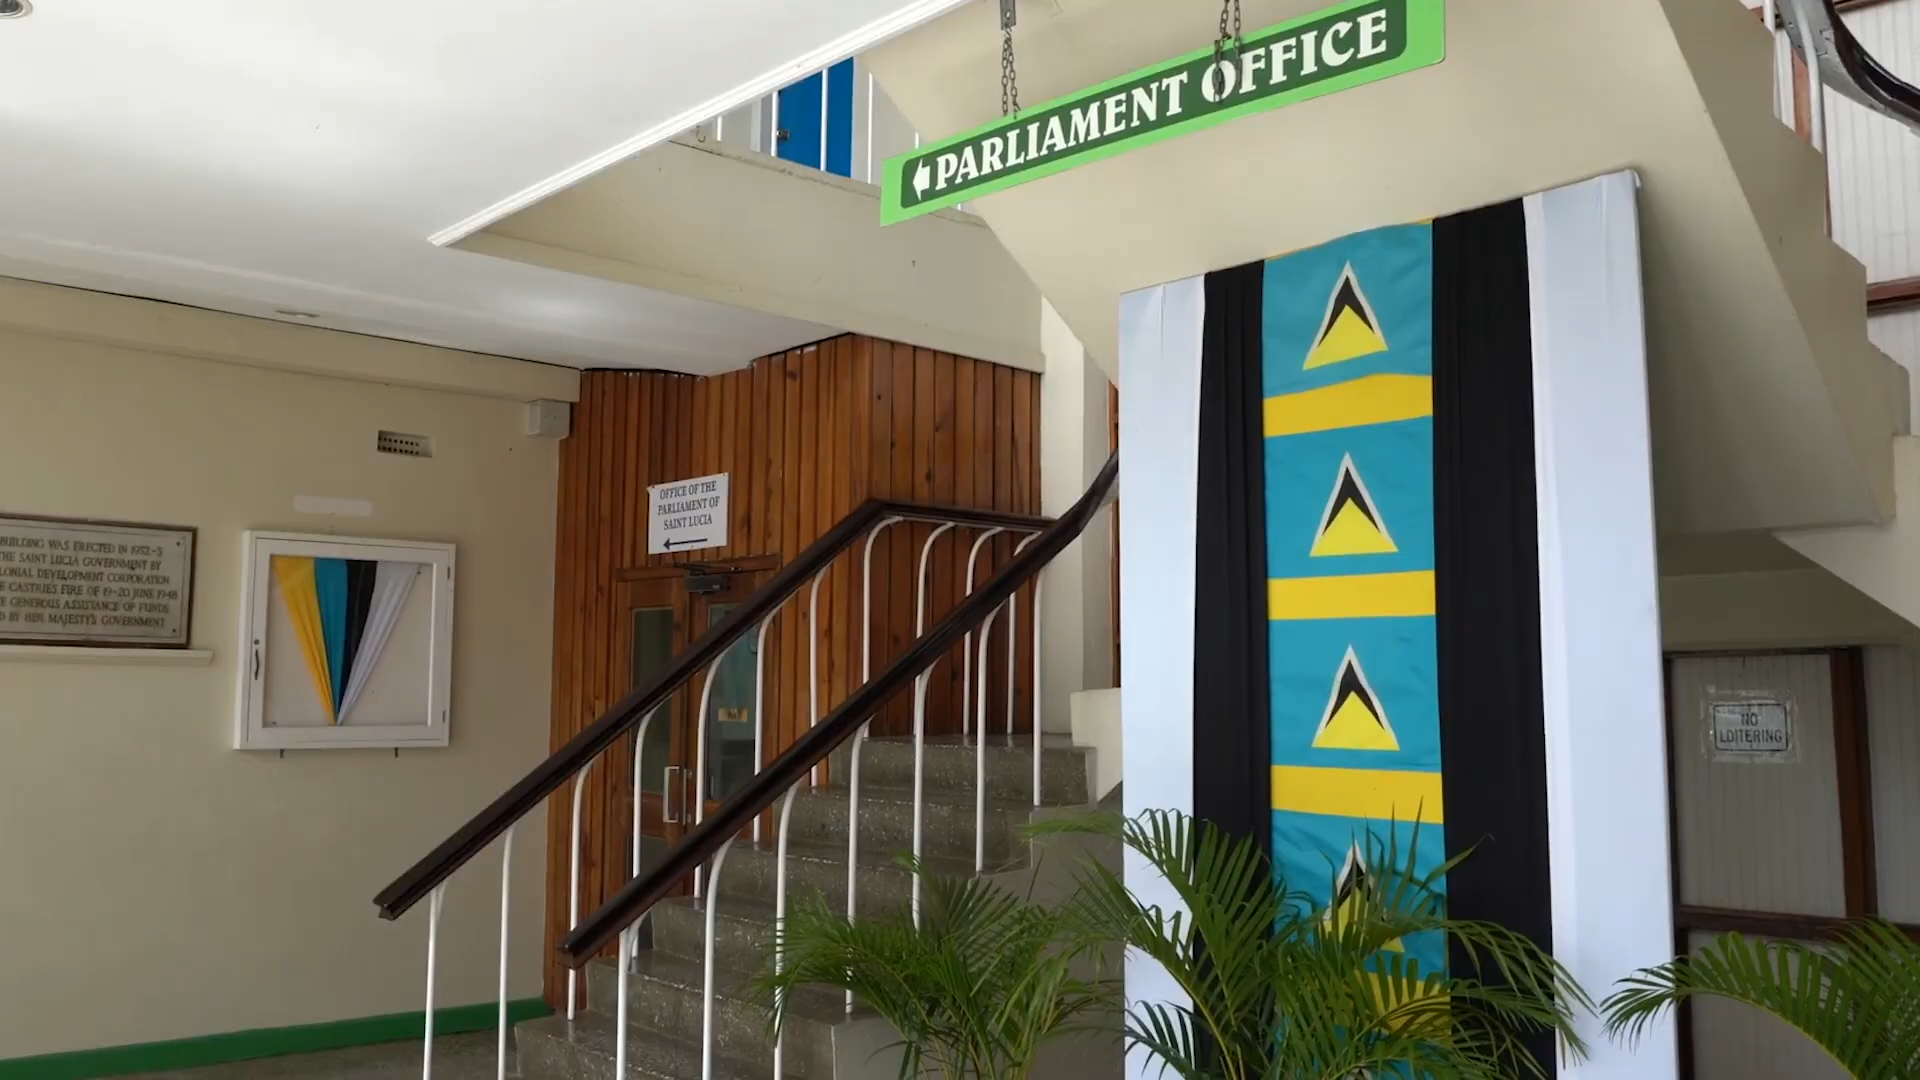 PARLIAMENT OFFICE
OFFICE OF THE
PARLIAMENT OF
SAINT LUCIA
BUILDING WAS ERECTED IN 1952-3
THE SAINT LUCIA GOVERNMENT BY
LONIAL DEVELOPMENT CORPORATION
E CASTRIES FIRE OF 19-20 JUNE 1948
E GENEROUS ASSISTANCE OF FUNDS
D BY HER MAJESTY'S GOVERNMENT
NO
LOITERING